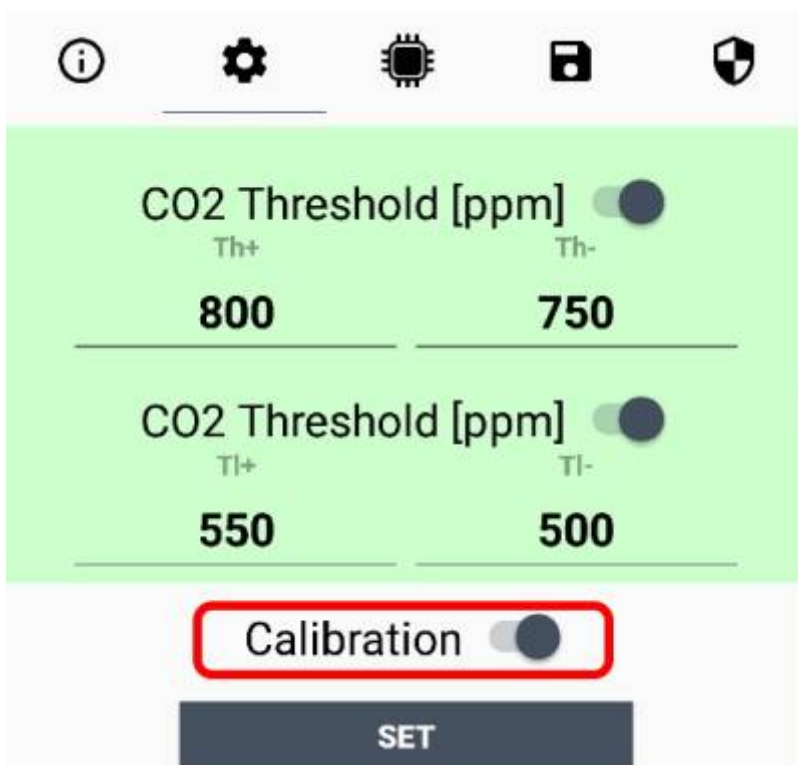 CO2 Threshold [ppm]
Th+ Th-
800 750
CO2 Threshold [ppm]
Tl+ Tl-
550 500
Calibration
SET